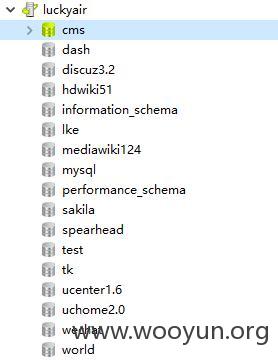 luckyair
cms
dash
discuz3.2
hdwiki51
information_schema
lke
mediawiki124
mysql
performance_schema
sakila
spearhead
test
tk
ucenter1.6
uchome2.0
wechat
www.wooyun.org
world